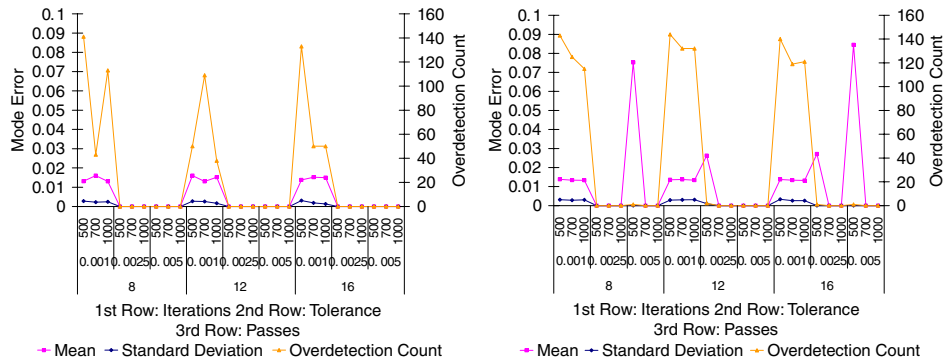 Mode Error
0.1
0.09
0.08
0.07
0.06
0.05
0.04
0.03
0.02
0.01
0
160
140
120
100
80
60
40
20
0
Overdetection Count
500 700 1000 500 700 1000 500 700 1000 500 700 1000 500 700 1000 500 700 1000 500 700 1000 500 700 1000 500 700 1000
0.001 0.0025 0.005 0.001 0.0025 0.005 0.001 0.0025 0.005
8 12 16
1st Row: Iterations 2nd Row: Tolerance
3rd Row: Passes
Mean Standard Deviation Overdetection Count
Mode Error
0.1
0.09
0.08
0.07
0.06
0.05
0.04
0.03
0.02
0.01
0
160
140
120
100
80
60
40
20
0
Overdetection Count
500 700 1000 500 700 1000 500 700 1000 500 700 1000 500 700 1000 500 700 1000 500 700 1000 500 700 1000 500 700 1000
0.001 0.0025 0.005 0.001 0.0025 0.005 0.001 0.0025 0.005
8 12 16
1st Row: Iterations 2nd Row: Tolerance
3rd Row: Passes
Mean Standard Deviation Overdetection Count